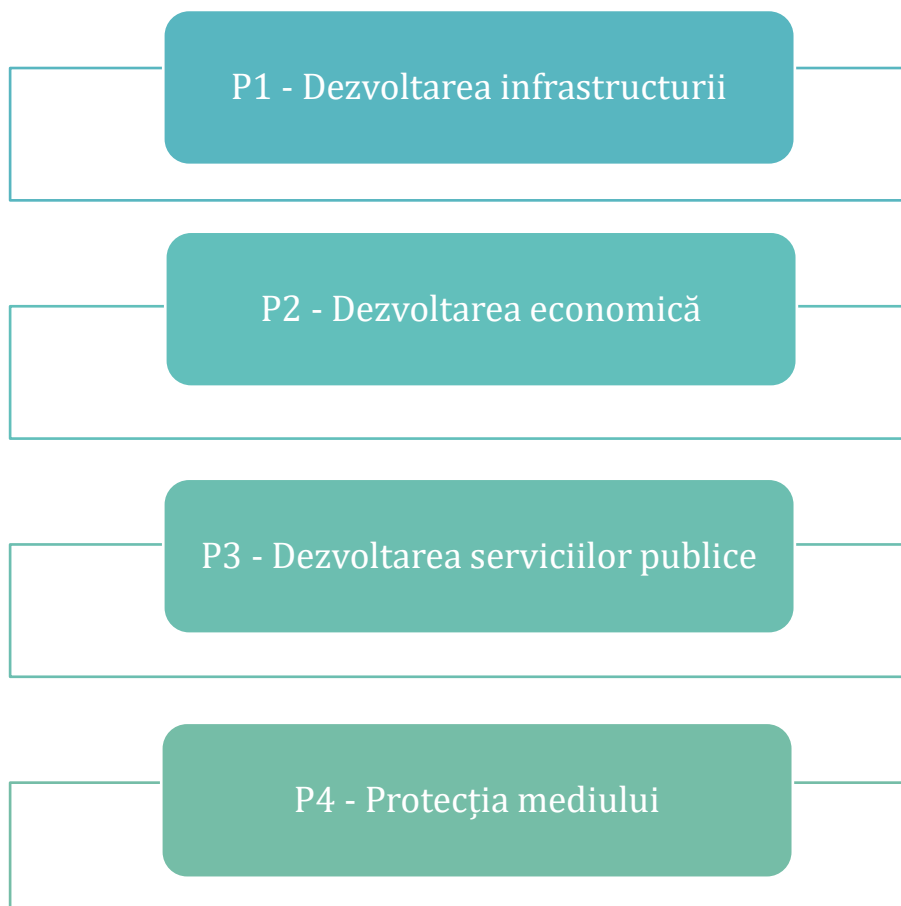 P1 - Dezvoltarea infrastructurii
P2 - Dezvoltarea economică
P3 - Dezvoltarea serviciilor publice
P4 - Protecția mediului